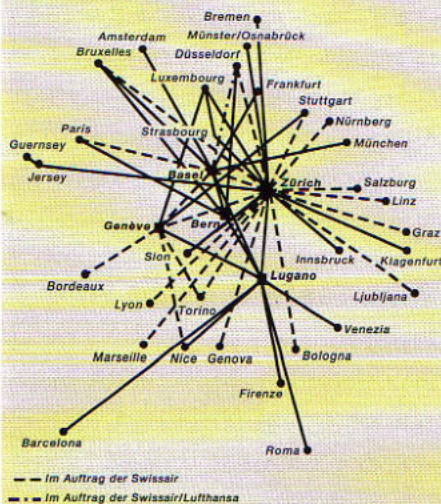 Bremen
Amsterdam
Münster/Osnabrück
Bruxelles
Düsseldorf
Luxembourg
Frankfurt
Stuttgart
Nürnberg
Paris
Strasbourg
München
Guernsey
Jersey
Basel
Zürich
Salzburg
Linz
Genève
Bern
Graz
Sion
Innsbruck
Klagenfurt
Lugano
Bordeaux
Ljubljana
Lyon
Torino
Venezia
Marseille
Nice
Genova
Bologna
Firenze
Barcelona
Roma
Im Auftrag der Swissair
Im Auftrag der Swissair/Lufthansa